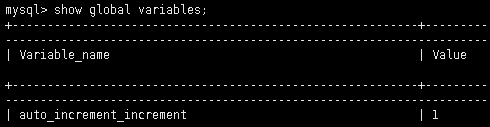 mysql> show global variables;
+-----------------------------------------------------+--------
--------------------------------------------------------------
| Variable_name | Value
+-----------------------------------------------------+--------
--------------------------------------------------------------
| auto_increment_increment | 1